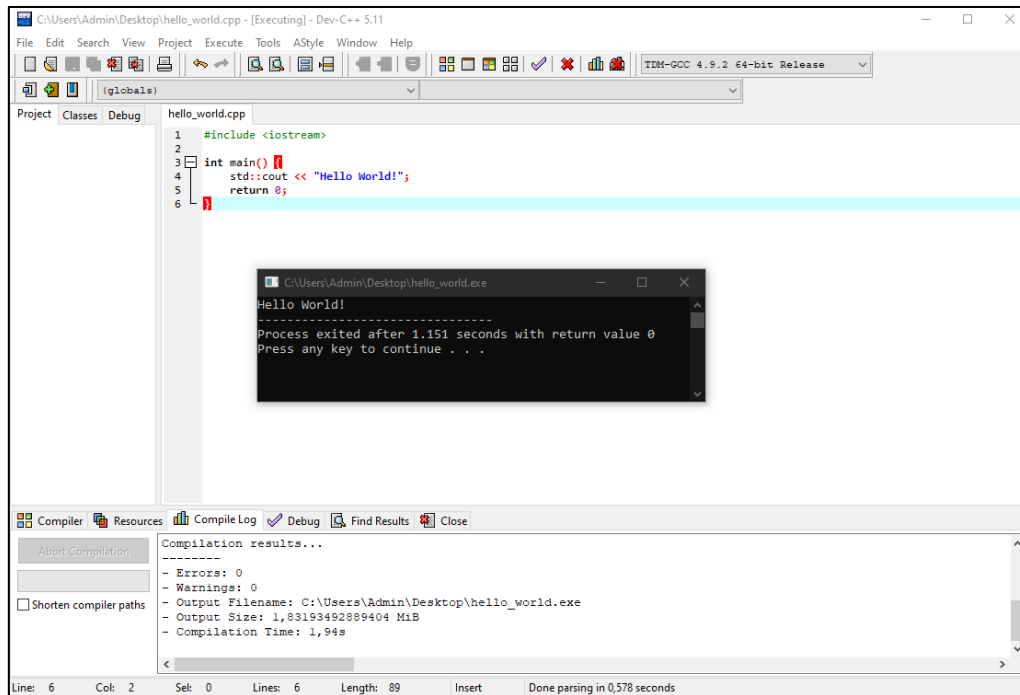 C:\Users\Admin\Desktop\hello_world.cpp - [Executing] - Dev-C++ 5.11
File Edit Search View Project Execute Tools AStyle Window Help
TDM-GCC 4.9.2 64-bit Release
(globals)
Project Classes Debug hello_world.cpp
1 #include <iostream>
2
3 int main() {
4 std::cout << "Hello World!";
5 return 0;
6 }
C:\Users\Admin\Desktop\hello_world.exe
Hello World!
--------------------------------
Process exited after 1.151 seconds with return value 0
Press any key to continue . . .
Compiler Resources Compile Log Debug Find Results Close
Abort Compilation
Shorten compiler paths
Compilation results...
--------
- Errors: 0
- Warnings: 0
- Output Filename: C:\Users\Admin\Desktop\hello_world.exe
- Output Size: 1,83193492889404 MiB
- Compilation Time: 1,94s
Line: 6 Col: 2 Sel: 0 Lines: 6 Length: 89 Insert Done parsing in 0,578 seconds